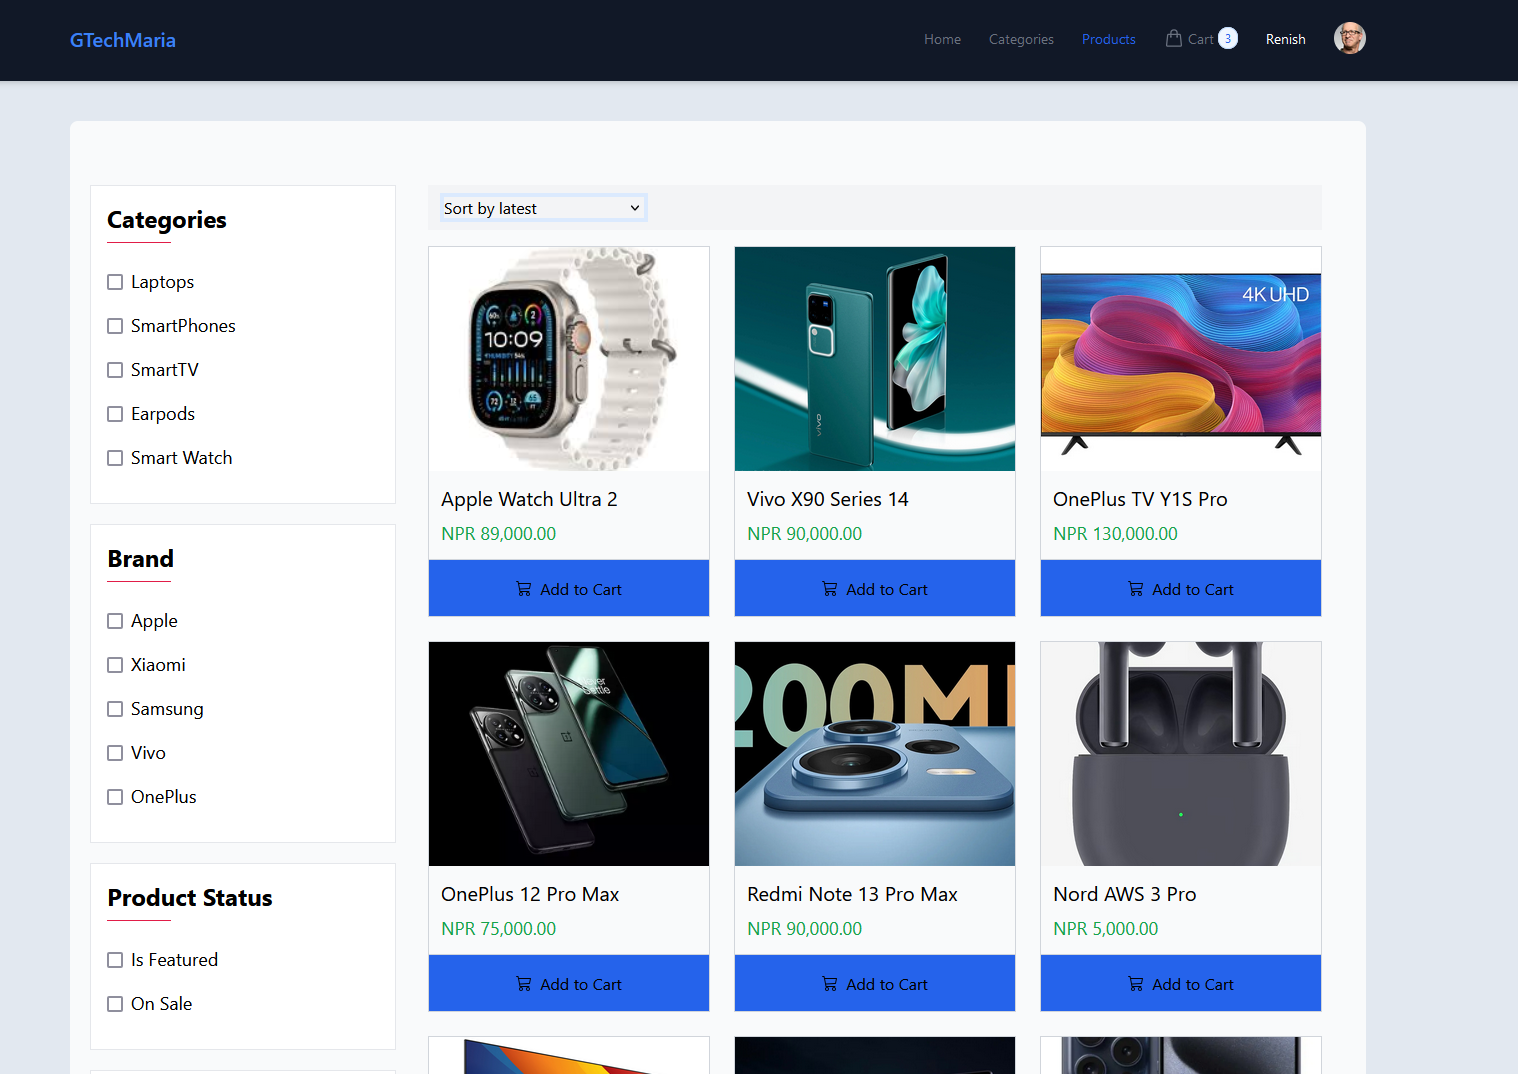 GTechMaria
Home
Categories
Products
Cart 3
Renish
Categories
Laptops
SmartPhones
SmartTV
Earpods
Smart Watch
Brand
Apple
Xiaomi
Samsung
Vivo
OnePlus
Product Status
Is Featured
On Sale
Sort by latest
10:09
Apple Watch Ultra 2
NPR 89,000.00
Add to Cart
vivo
Vivo X90 Series 14
NPR 90,000.00
Add to Cart
4K UHD
OnePlus TV Y1S Pro
NPR 130,000.00
Add to Cart
Never
Settle
OnePlus 12 Pro Max
NPR 75,000.00
Add to Cart
200M
Redmi Note 13 Pro Max
NPR 90,000.00
Add to Cart
Nord AWS 3 Pro
NPR 5,000.00
Add to Cart